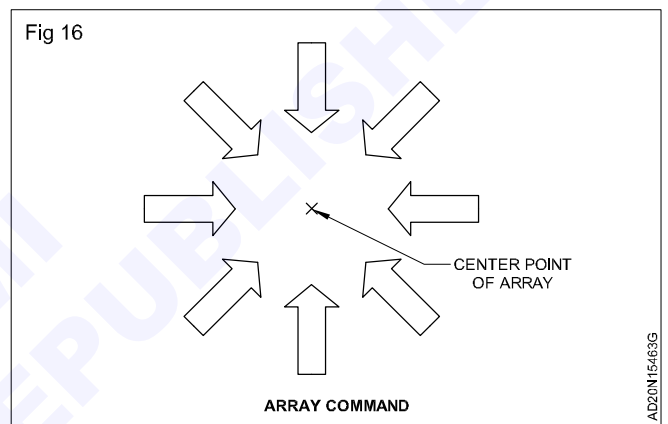 Fig 16
CENTER POINT
OF ARRAY
ARRAY COMMAND
AD20N15463G